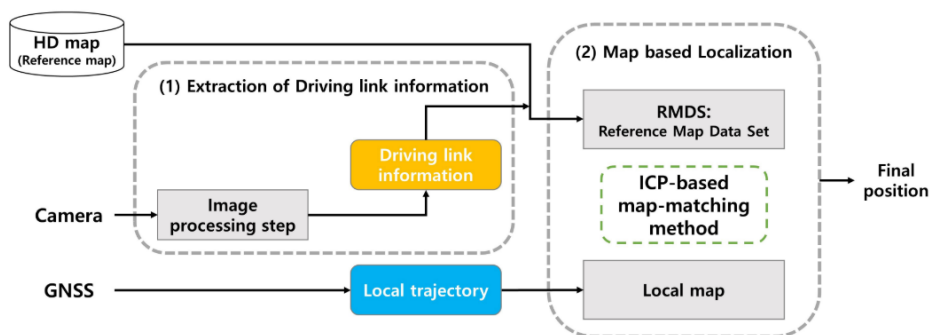 HD map
(Reference map)
(1) Extraction of Driving link information
(2) Map based Localization
RMDS:
Reference Map Data Set
Driving link
information
ICP-based
map-matching
method
Final
position
Camera
Image
processing step
GNSS
Local trajectory
Local map